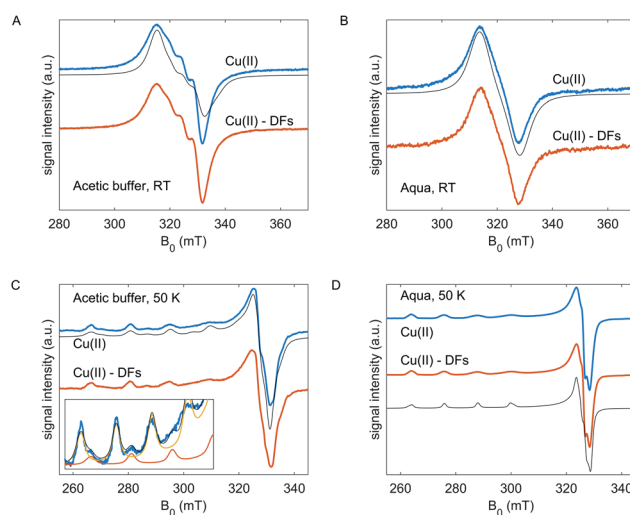 A
signal intensity (a.u.)
Cu(II)
Cu(II) - DFs
Acetic buffer, RT
280 300 320 340 360
B0 (mT)
B
signal intensity (a.u.)
Cu(II)
Cu(II) - DFs
Aqua, RT
280 300 320 340 360
B0 (mT)
C
signal intensity (a.u.)
Acetic buffer, 50 K
Cu(II)
Cu(II) - DFs
260 280 300 320 340
B0 (mT)
D
signal intensity (a.u.)
Aqua, 50 K
Cu(II)
Cu(II) - DFs
260 280 300 320 340
B0 (mT)